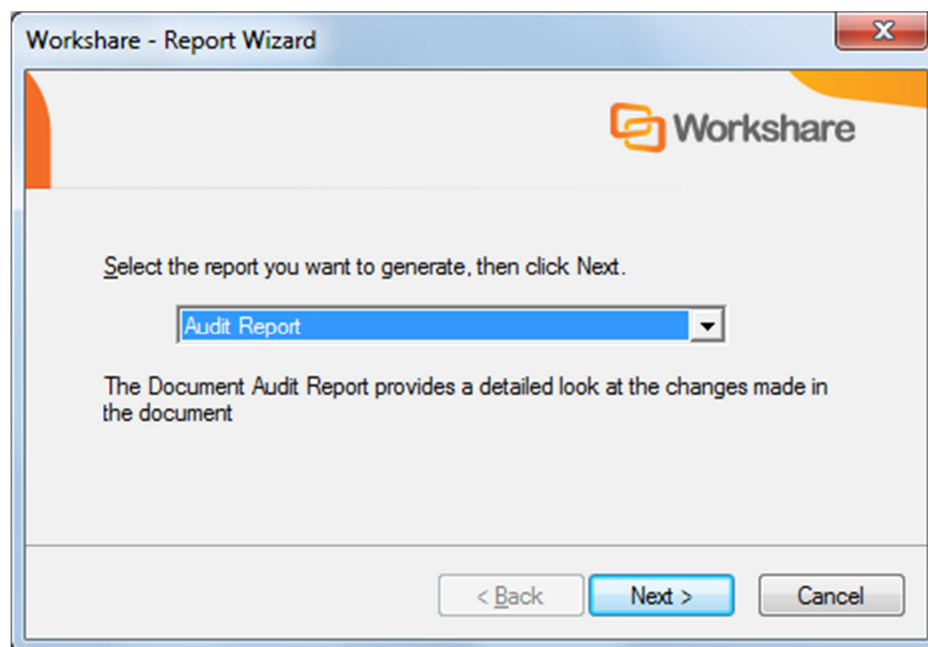 Workshare - Report Wizard
x
Workshare
Select the report you want to generate, then click Next.
Audit Report
The Document Audit Report provides a detailed look at the changes made in
the document
< Back
Next >
Cancel